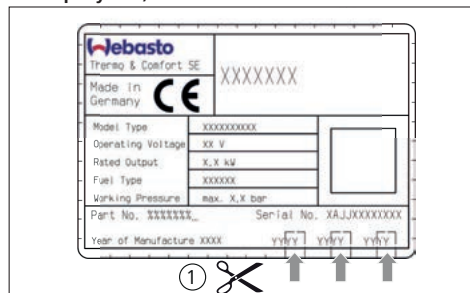 Webasto
Thermo & Comfort SE
XXXXXXX
Made in
Germany CE
Model Type XXXXXXXXXX
Operating Voltage XX V
Rated Output X.X kW
Fuel Type XXXXXX
Working Pressure max. X.X bar
Part No. %%%%%%%_ Serial No. XAJJXXXXXXXX
Year of Manufacture XXXX YYYY YYYY YYYY
1